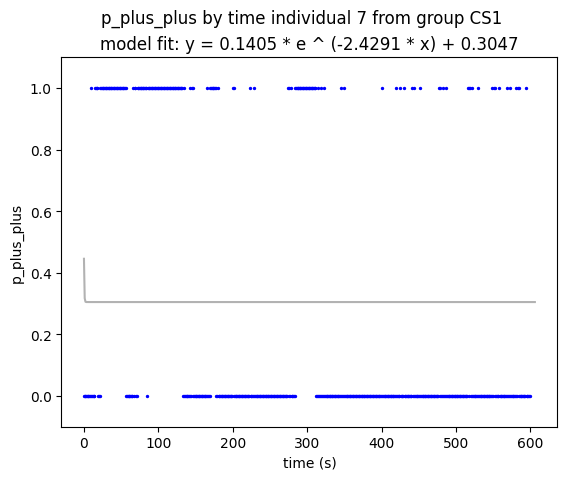 p_plus_plus by time individual 7 from group CS1
model fit: y = 0.1405 * e ^ (-2.4291 * x) + 0.3047
1.0
0.8
0.6
0.4
0.2
0.0
p_plus_plus
0 100 200 300 400 500 600
time (s)